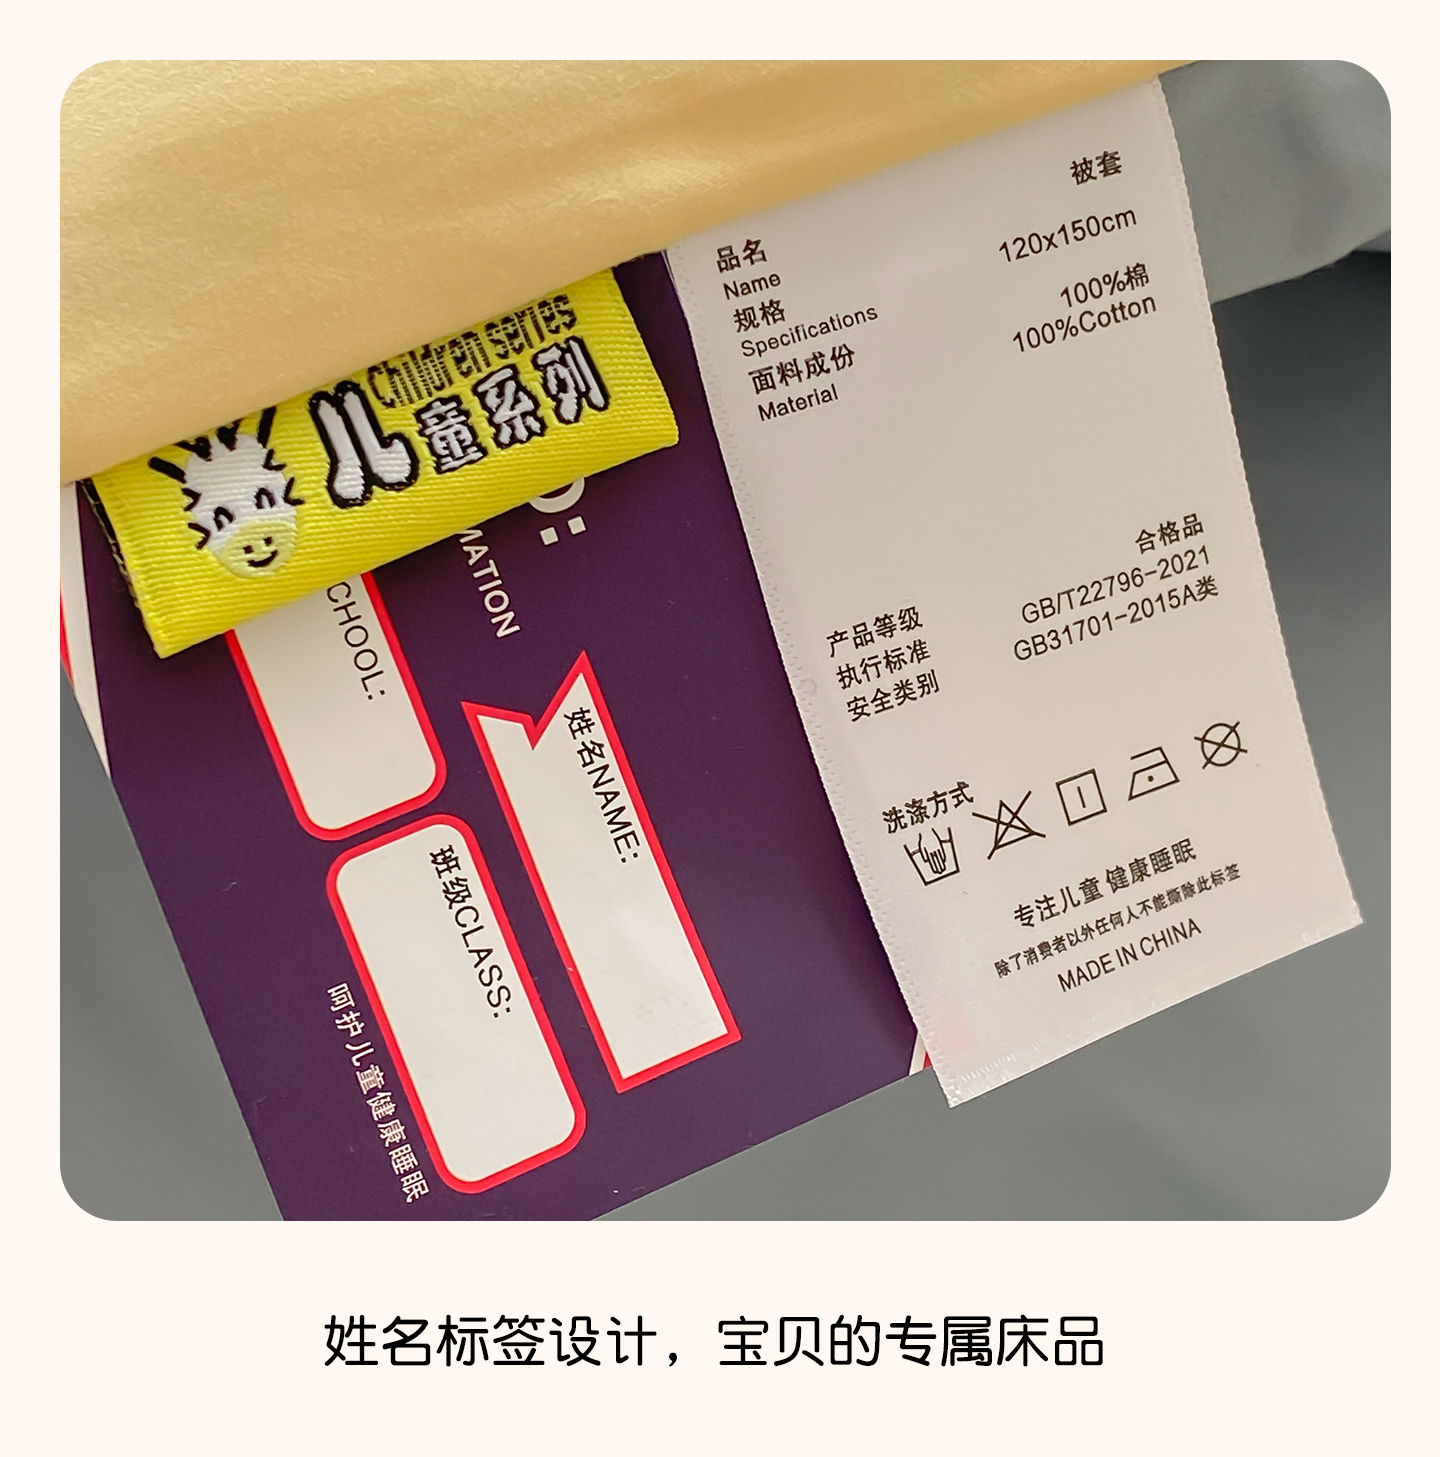 Children series
儿童系列
MATION
CHOOL:
姓名NAME:
班级CLASS:
呵护儿童健康睡眠
被套
品名
Name
120x150cm
规格
Specifications
100%棉
100%Cotton
面料成份
Material
合格品
产品等级
GB/T22796-2021
执行标准
GB31701-2015A类
安全类别
洗涤方式
专注儿童 健康睡眠
除了消费者以外任何人不能撕除此标签
MADE IN CHINA
姓名标签设计，宝贝的专属床品